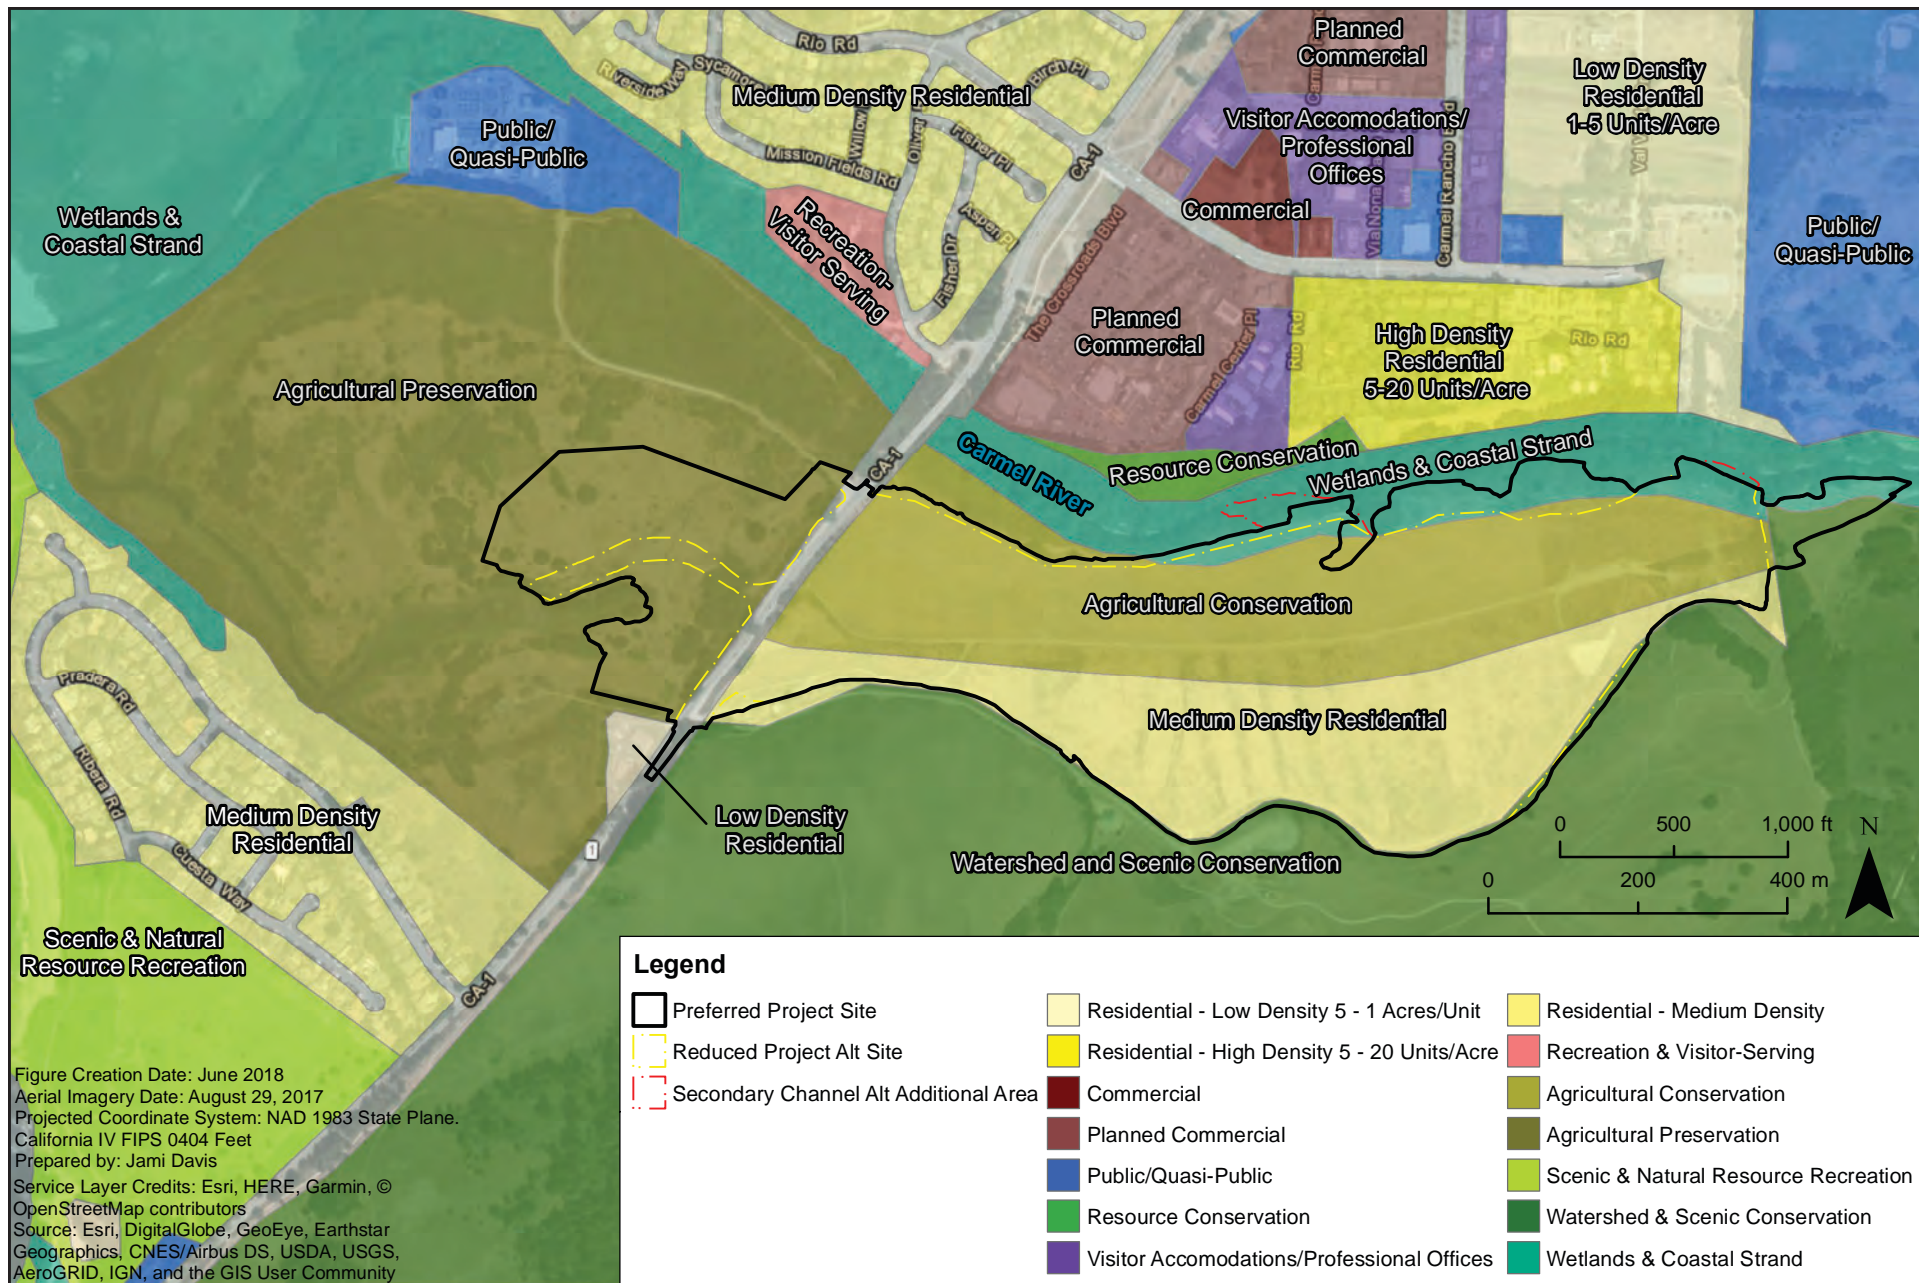 Rio Rd
Riverside Way
Sycamore
Medium Density Residential
Birch Pl
Willow
Oliver
Fisher Pl
Mission Fields Rd
Aspen Pl
Fisher Dr
CA-1
Planned
Commercial
Visitor Accomodations/
Professional
Offices
Low Density
Residential
1-5 Units/Acre
Carmel Rancho
Via Nona
Val V
Commercial
Public/
Quasi-Public
Public/
Quasi-Public
Wetlands &
Coastal Strand
Recreation-
Visitor Serving
The Crossroads Blvd
Planned
Commercial
Carmel Center Pl
Rio Rd
High Density
Residential
5-20 Units/Acre
Rio Rd
Agricultural Preservation
CA-1
Carmel River
Resource Conservation
Wetlands & Coastal Strand
Agricultural Conservation
Medium Density Residential
Pradera Rd
Ribera Rd
Cuesta Way
Medium Density
Residential
Low Density
Residential
1
Watershed and Scenic Conservation
0 500 1,000 ft
N
0 200 400 m
Scenic & Natural
Resource Recreation
CA-1
Legend
Preferred Project Site
Reduced Project Alt Site
Secondary Channel Alt Additional Area
Residential - Low Density 5 - 1 Acres/Unit
Residential - High Density 5 - 20 Units/Acre
Commercial
Planned Commercial
Public/Quasi-Public
Resource Conservation
Visitor Accomodations/Professional Offices
Residential - Medium Density
Recreation & Visitor-Serving
Agricultural Conservation
Agricultural Preservation
Scenic & Natural Resource Recreation
Watershed & Scenic Conservation
Wetlands & Coastal Strand
Figure Creation Date: June 2018
Aerial Imagery Date: August 29, 2017
Projected Coordinate System: NAD 1983 State Plane.
California IV FIPS 0404 Feet
Prepared by: Jami Davis
Service Layer Credits: Esri, HERE, Garmin, ©
OpenStreetMap contributors
Source: Esri, DigitalGlobe, GeoEye, Earthstar
Geographics, CNES/Airbus DS, USDA, USGS,
AeroGRID, IGN, and the GIS User Community